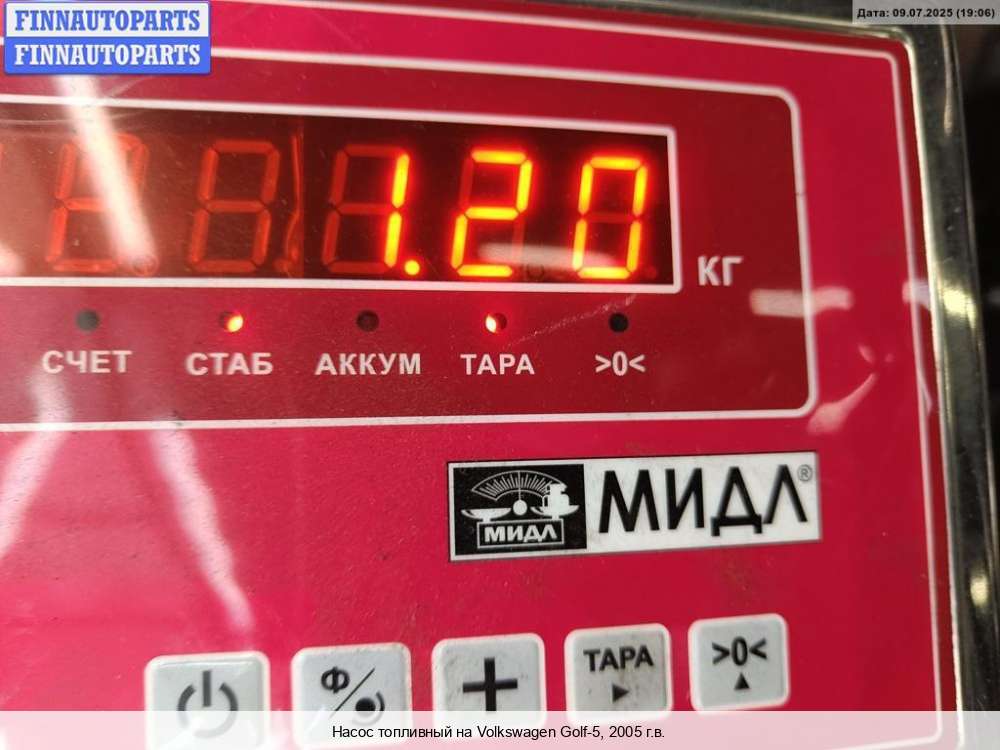 FINNAUTOPARTS
FINNAUTOPARTS
Дата: 09.07.2025 (19:06)
1.20
КГ
СЧЕТ СТАБ АККУМ ТАРА >0<
МИДЛ МИДЛ®
Ф ТАРА >0<
Насос топливный на Volkswagen Golf-5, 2005 г.в.